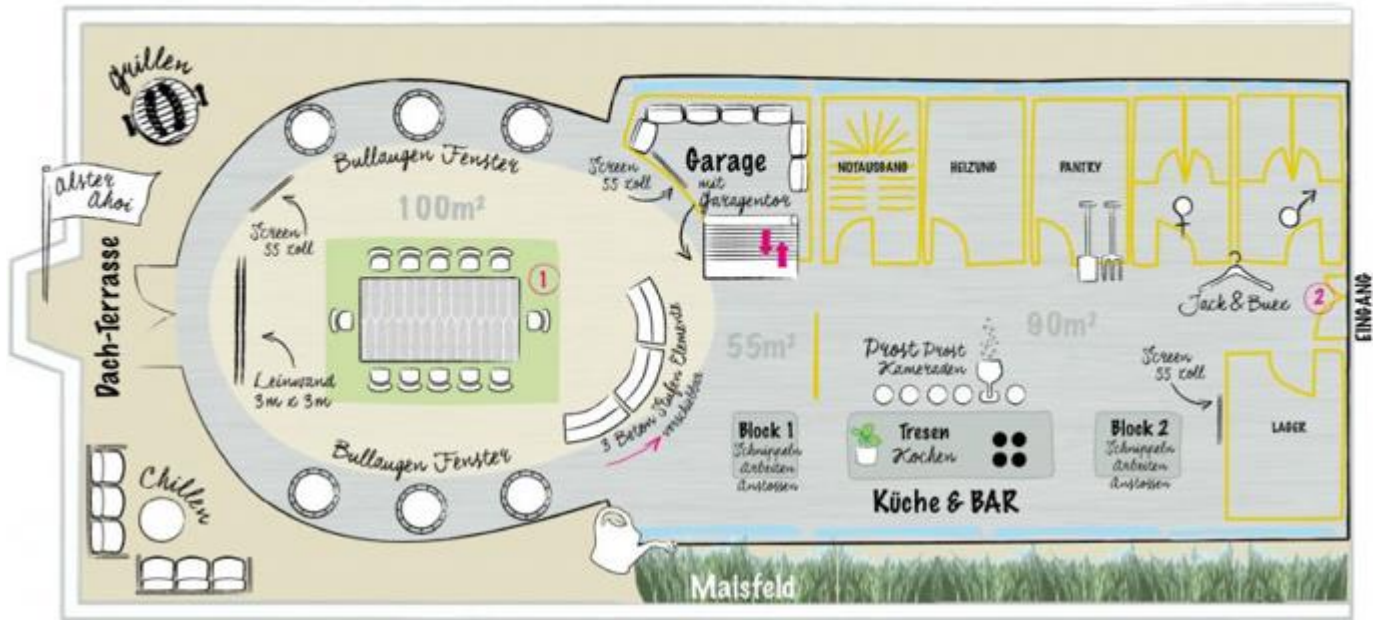 grillen
Alster
Ahoi
Dach-Terrasse
Chillen
Bullaugen Fenster
100m²
Screen
55 zoll
1
Leinwand
3m x 3m
Bullaugen Fenster
3 Beton Stufen Elemente
verschiebbar
Screen
55 zoll
Garage
mit
Garagentor
NOTAUSGANG
HEIZUNG
PANTRY
Jack & Buex
2
EINGANG
55m²
90m²
Prost Prost
Kameraden
Screen
55 zoll
Block 1
Schnippeln
Arbeiten
Anstossen
Tresen
Kochen
Block 2
Schnippeln
Arbeiten
Anstossen
LAGER
Küche & BAR
Maisfeld